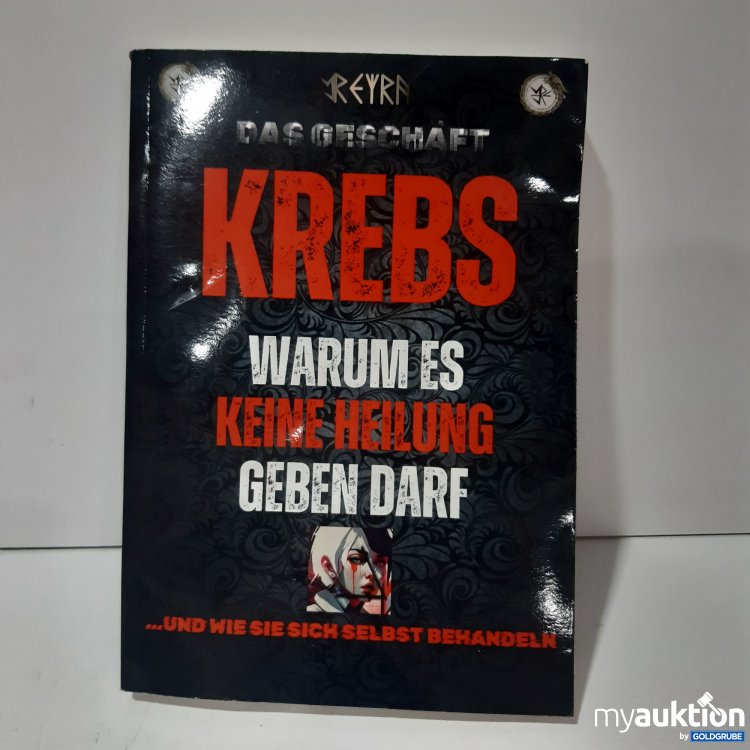 REYRA
DAS GESCHÄFT
KREBS
WARUM ES
KEINE HEILUNG
GEBEN DARF
...UND WIE SIE SICH SELBST BEHANDELN
myauktion
by GOLDGRUBE